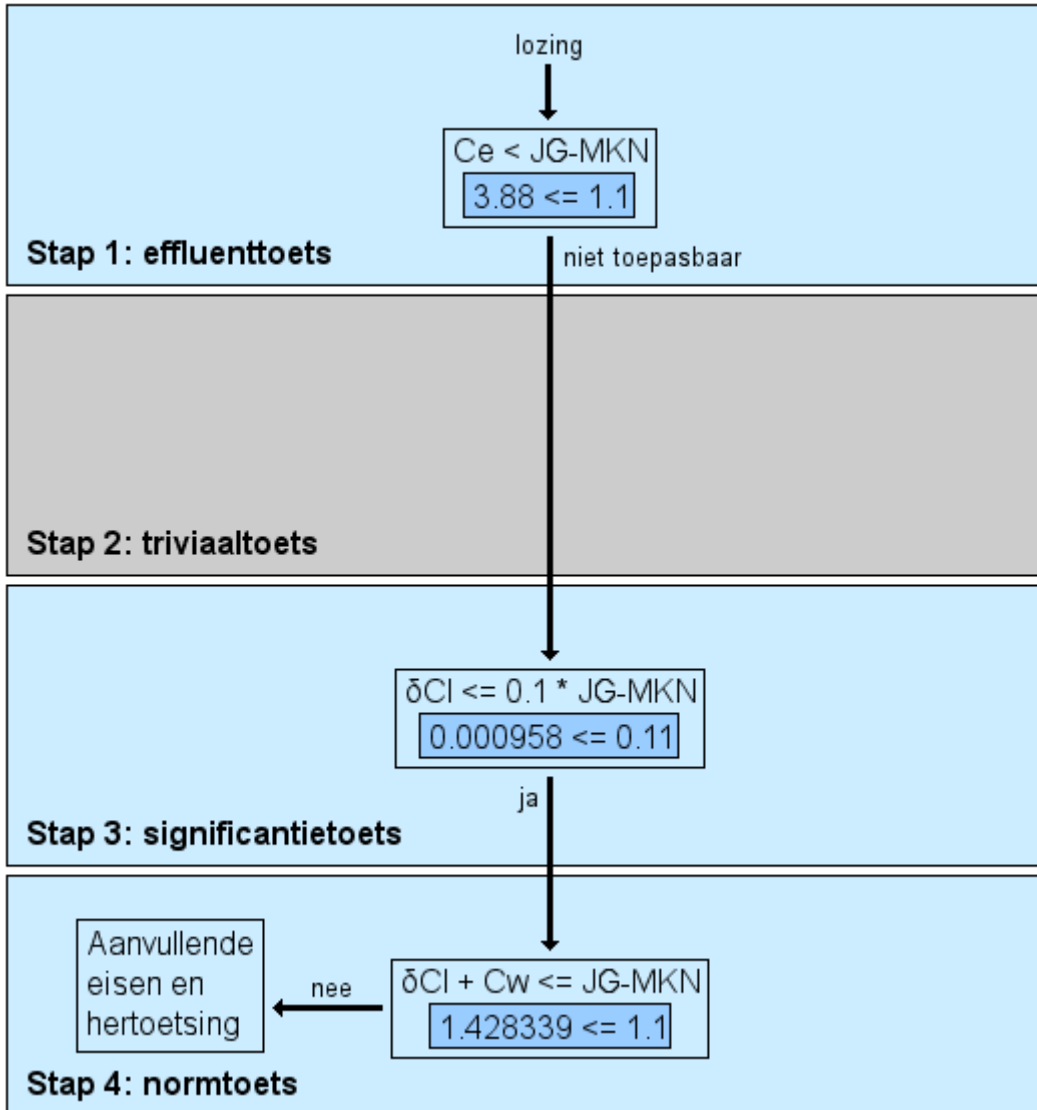 lozing
Ce < JG-MKN
3.88 <= 1.1
Stap 1: effluenttoets
niet toepasbaar
Stap 2: triviaaltoets
δCl <= 0.1 * JG-MKN
0.000958 <= 0.11
ja
Stap 3: significantietoets
Aanvullende
eisen en
hertoetsing
nee
δCl + Cw <= JG-MKN
1.428339 <= 1.1
Stap 4: normtoets